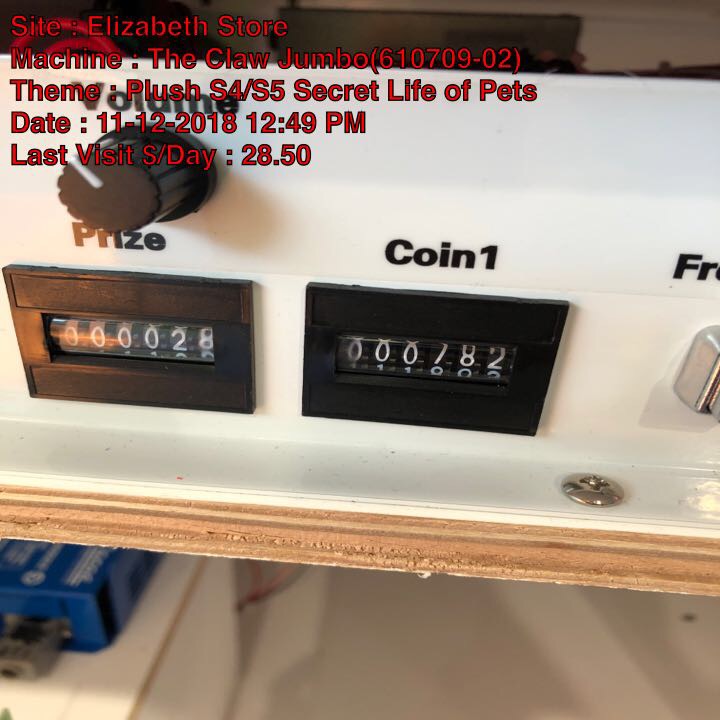 Site : Elizabeth Store
Machine : The Claw Jumbo(610709-02)
Theme : Plush S4/S5 Secret Life of Pets
Volume
Date : 11-12-2018 12:49 PM
Last Visit $/Day : 28.50
Prize
Coin1
Fre
000028
000782